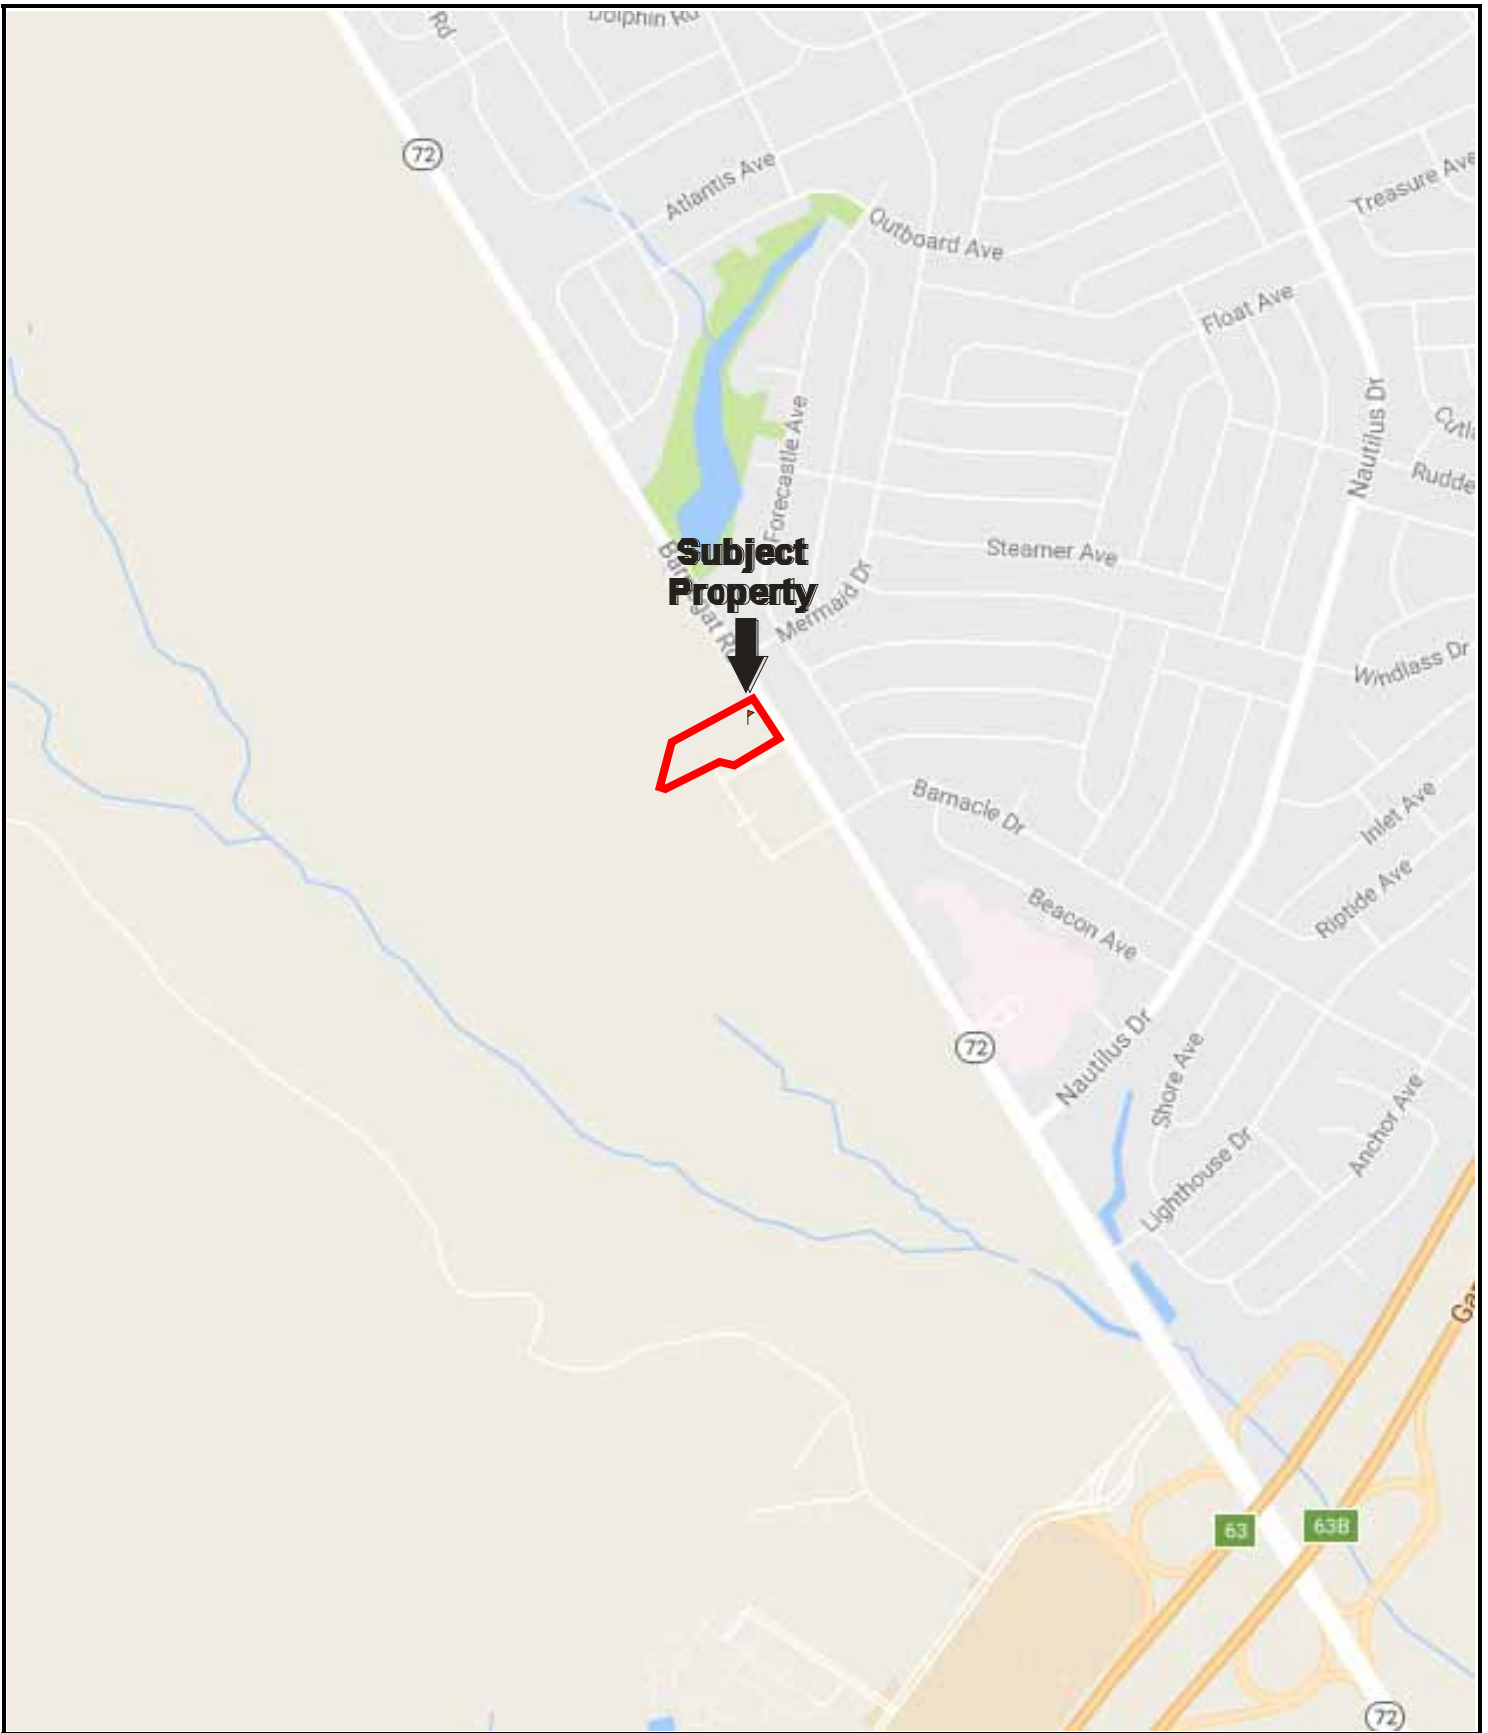 Rd
Dolphin Rd
72
Atlantis Ave
Outboard Ave
Treasure Ave
Float Ave
Nautilus Dr
Forecastle Ave
Rudde
Steamer Ave
Subject
Property
Mermaid Dr
Windlass Dr
Barnacle Dr
Inlet Ave
Riptide Ave
Beacon Ave
72
Nautilus Dr
Shore Ave
Anchor Ave
Lighthouse Dr
Ga
63
63B
72